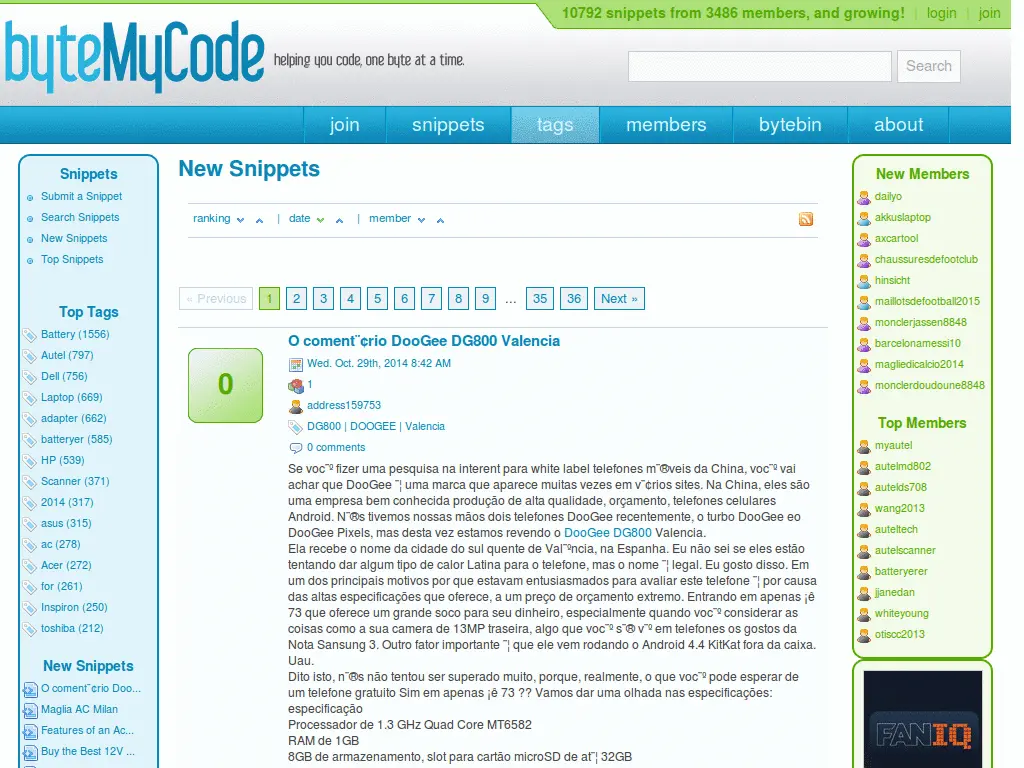 10792 snippets from 3486 members, and growing! | login | join
byteMyCode helping you code, one byte at a time.
Search
join snippets tags members bytebin about
Snippets
Submit a Snippet
Search Snippets
New Snippets
Top Snippets
Top Tags
Battery (1556)
Autel (797)
Dell (756)
Laptop (669)
adapter (662)
batteryer (585)
HP (539)
Scanner (371)
2014 (317)
asus (315)
ac (278)
Acer (272)
for (261)
Inspiron (250)
toshiba (212)
New Snippets
O coment¨¢rio Doo...
Maglia AC Milan
Features of an Ac...
Buy the Best 12V ...
New Snippets
ranking | date | member
« Previous 1 2 3 4 5 6 7 8 9 ... 35 36 Next »
0
O coment¨¢rio DooGee DG800 Valencia
Wed. Oct. 29th, 2014 8:42 AM
1
address159753
DG800 | DOOGEE | Valencia
0 comments
Se voc¨º fizer uma pesquisa na interent para white label telefones m¨®veis da China, voc¨º vai
achar que DooGee ¨¦ uma marca que aparece muitas vezes em v¨¢rios sites. Na China, eles são
uma empresa bem conhecida produção de alta qualidade, orçamento, telefones celulares
Android. N¨®s tivemos nossas mãos dois telefones DooGee recentemente, o turbo DooGee eo
DooGee Pixels, mas desta vez estamos revendo o DooGee DG800 Valencia.
Ela recebe o nome da cidade do sul quente de Val¨ºncia, na Espanha. Eu não sei se eles estão
tentando dar algum tipo de calor Latina para o telefone, mas o nome ¨¦ legal. Eu gosto disso. Em
um dos principais motivos por que estavam entusiasmados para avaliar este telefone ¨¦ por causa
das altas especificações que oferece, a um preço de orçamento extremo. Entrando em apenas ¡ê
73 que oferece um grande soco para seu dinheiro, especialmente quando voc¨º considerar as
coisas como a sua camera de 13MP traseira, algo que voc¨º s¨® v¨º em telefones os gostos da
Nota Sansung 3. Outro fator importante ¨¦ que ele vem rodando o Android 4.4 KitKat fora da caixa.
Uau.
Dito isto, n¨®s não tentou ser superado muito, porque, realmente, o que voc¨º pode esperar de
um telefone gratuito Sim em apenas ¡ê 73 ?? Vamos dar uma olhada nas especificações:
especificação
Processador de 1.3 GHz Quad Core MT6582
RAM de 1GB
8GB de armazenamento, slot para cartão microSD de at¨¦ 32GB
New Members
dailyo
akkuslaptop
axcartool
chaussuresdefootclub
hinsicht
maillotsdefootball2015
monclerjassen8848
barcelonamessi10
magliedicalcio2014
monclerdoudoune8848
Top Members
myautel
autelmd802
autelds708
wang2013
auteltech
autelscanner
batteryerer
jjanedan
whiteyoung
otiscc2013
FANIQ